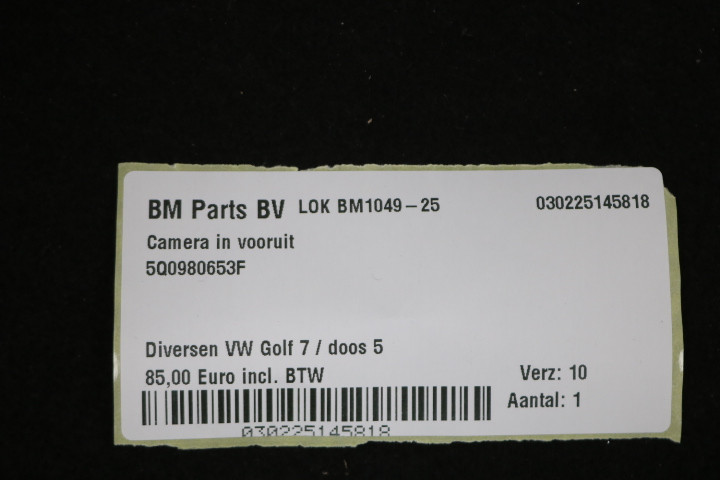 BM Parts BV LOK BM1049-25 030225145818
Camera in vooruit
5Q0980653F
Diversen VW Golf 7 / doos 5
85,00 Euro incl. BTW Verz: 10
Aantal: 1
030225145818